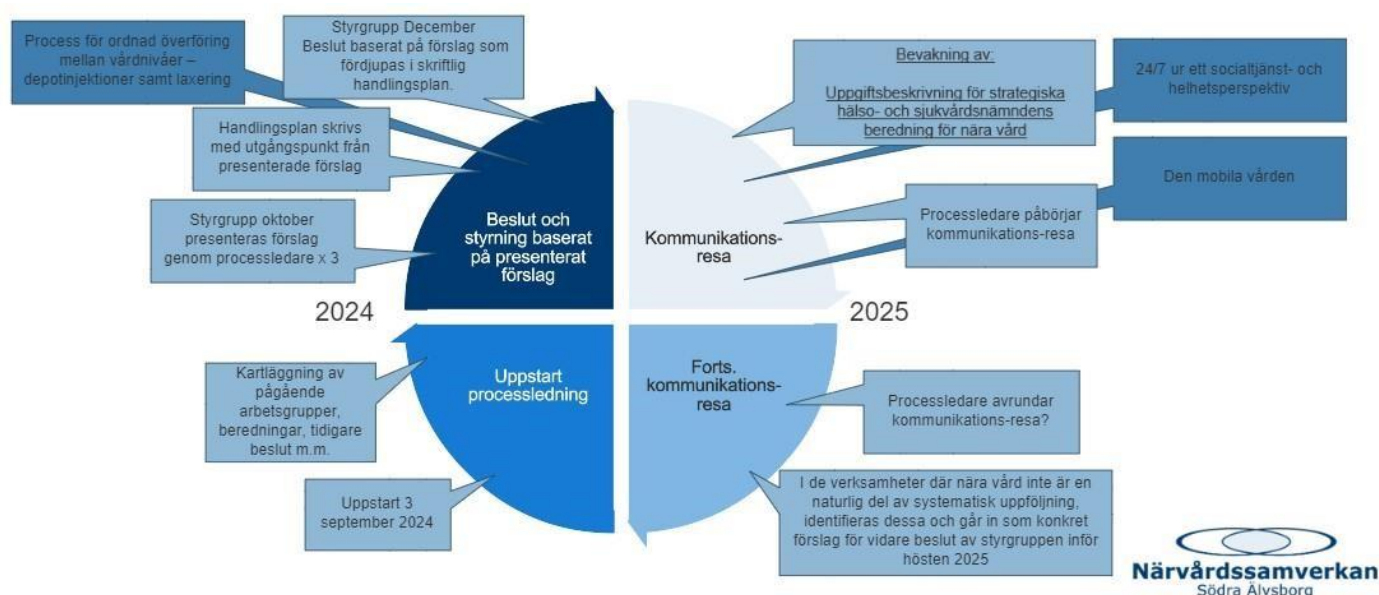 Process för ordnad överföring
mellan vårdnivåer –
depotinjektioner samt laxering
Styrgrupp December
Beslut baserat på förslag som
fördjupas i skriftlig
handlingsplan.
Handlingsplan skrivs
med utgångspunkt från
presenterade förslag
Styrgrupp oktober
presenteras förslag
genom processledare x 3
Beslut och
styrning baserat
på presenterat
förslag
2024
Kartläggning av
pågående
arbetsgrupper,
beredningar, tidigare
beslut m.m.
Uppstart 3
september 2024
Uppstart
processledning
Bevakning av:
Uppgiftsbeskrivning för strategiska
hälso- och sjukvårdsnämndens
beredning för nära vård
24/7 ur ett socialtjänst- och
helhetsperspektiv
Den mobila vården
Processledare påbörjar
kommunikations-resa
Kommunikations-
resa
2025
Forts.
kommunikations-
resa
Processledare avrundar
kommunikations-resa?
I de verksamheter där nära vård inte är en
naturlig del av systematisk uppföljning,
identifieras dessa och går in som konkret
förslag för vidare beslut av styrgruppen inför
hösten 2025
Närvårdssamverkan
Södra Älvsborg